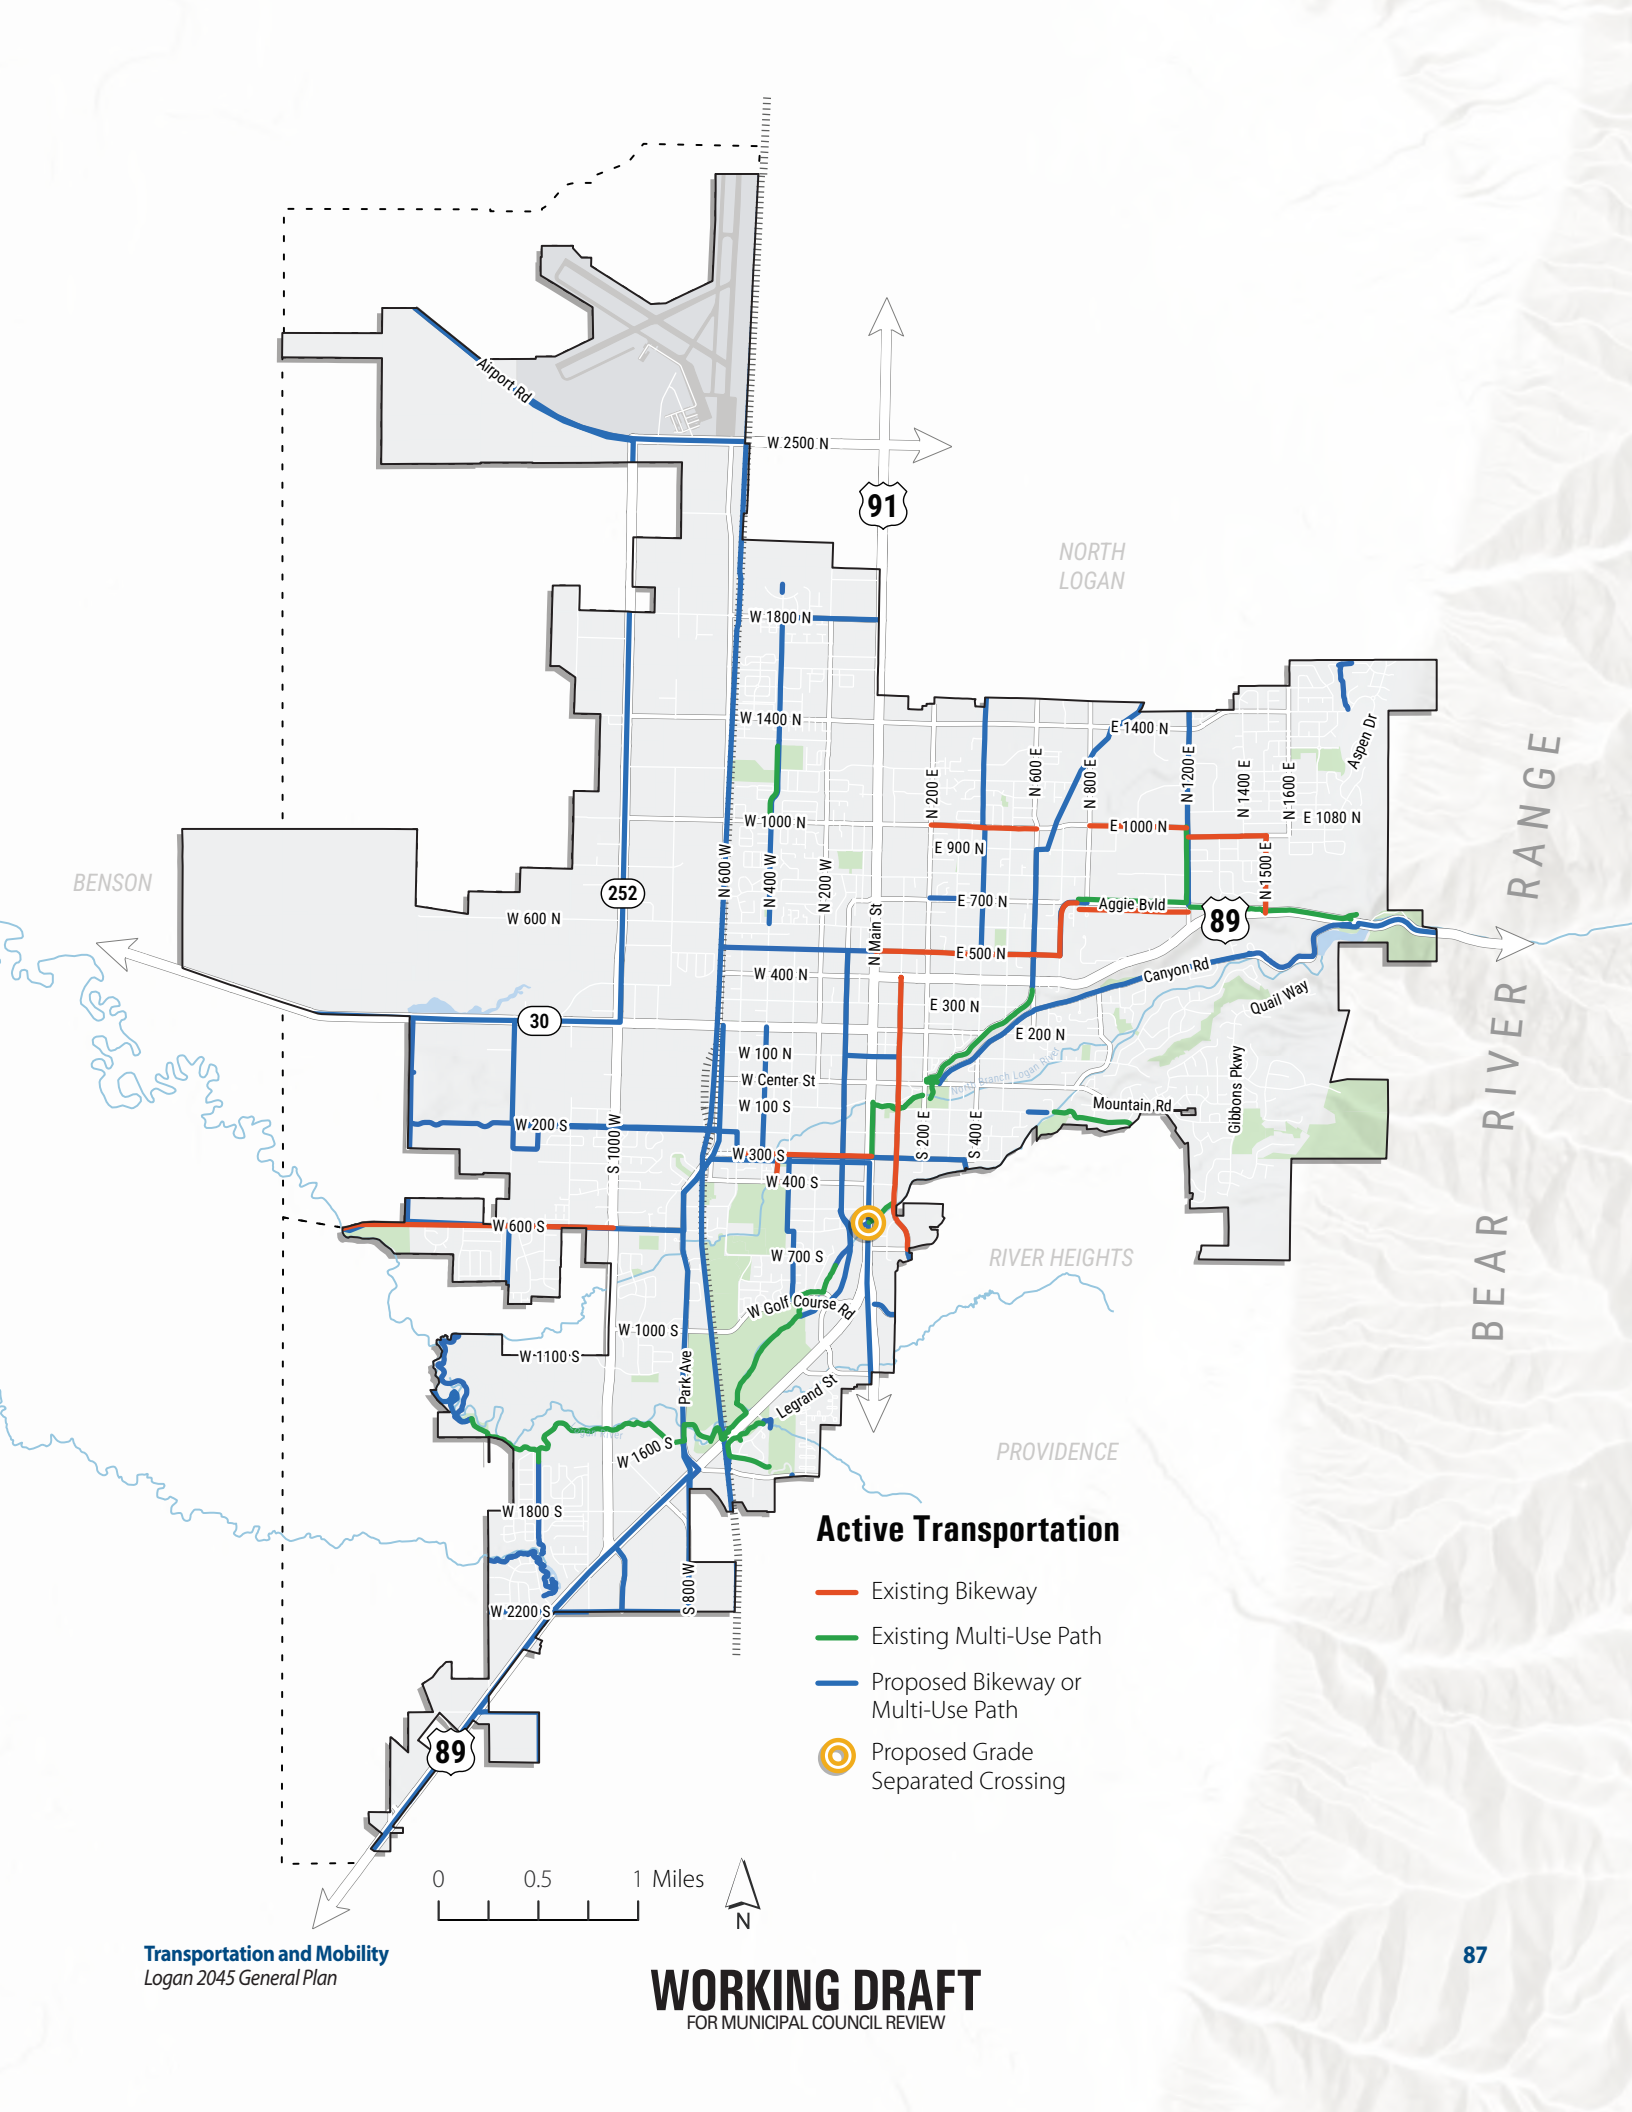 Airport Rd
W 2500 N
91
NORTH
LOGAN
W 1800 N
W 1400 N
E 1400 N
Aspen Dr
N 200 E
N 600 E
N 800 E
N 1200 E
N 1400 E
N 1600 E
W 1000 N
E 1000 N
E 1080 N
E 900 N
BENSON
252
N 600 W
N 400 W
N 200 W
N Main St
N 1500 E
W 600 N
E 700 N
Aggie Bvld
89
E 500 N
W 400 N
Canyon Rd
Quail Way
E 300 N
30
E 200 N
W 100 N
W Center St
North Branch Logan River
W 100 S
Mountain Rd
Gibbons Pkwy
W 200 S
S 1000 W
S 200 E
S 400 E
W 300 S
W 400 S
W 600 S
W 700 S
RIVER HEIGHTS
BEAR RIVER RANGE
W Golf Course Rd
W 1000 S
W 1100 S
Park Ave
Legrand St
W 1600 S
PROVIDENCE
W 1800 S
S 800 W
W 2200 S
89
Active Transportation
Existing Bikeway
Existing Multi-Use Path
Proposed Bikeway or
Multi-Use Path
Proposed Grade
Separated Crossing
0 0.5 1 Miles
N
Transportation and Mobility
Logan 2045 General Plan
87
WORKING DRAFT
FOR MUNICIPAL COUNCIL REVIEW